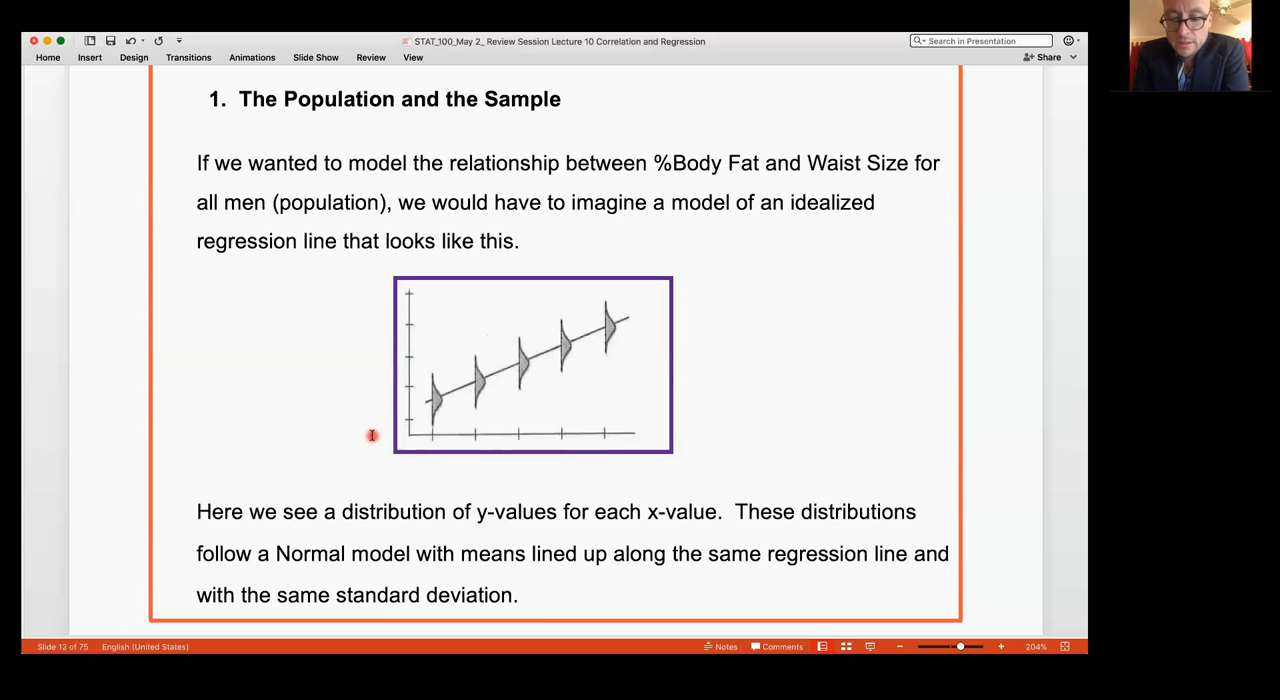 STAT_100_May 2_ Review Session Lecture 10 Correlation and Regression
Search in Presentation
Home Insert Design Transitions Animations Slide Show Review View
Share
1. The Population and the Sample
If we wanted to model the relationship between %Body Fat and Waist Size for
all men (population), we would have to imagine a model of an idealized
regression line that looks like this.
Here we see a distribution of y-values for each x-value. These distributions
follow a Normal model with means lined up along the same regression line and
with the same standard deviation.
Slide 12 of 75 English (United States) Notes Comments 204%